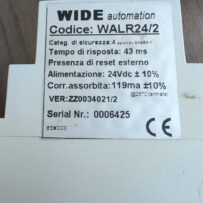 WIDE automation
Codice: WALR24/2
Categ. di sicurezza: 4
Tempo di risposta: 43 ms
Presenza di reset esterno
Alimentazione: 24Vdc ± 10%
Corr.assorbita: 119ma ±10%
VER:ZZ0034021/2
Serial Nr.: 0006425